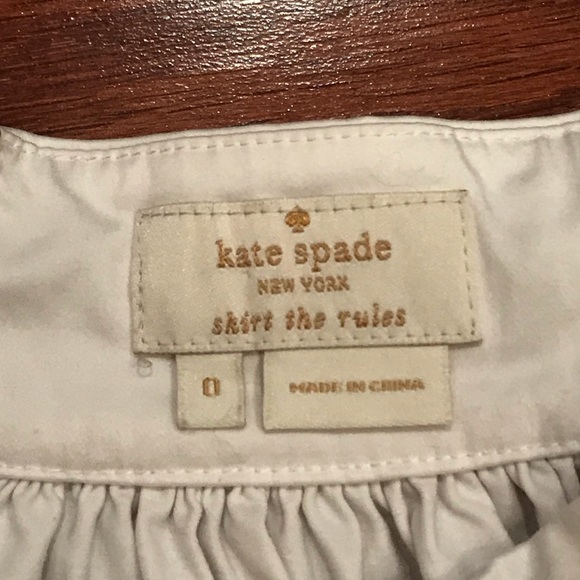 kate spade
NEW YORK
skirt the rules
0
MADE IN CHINA